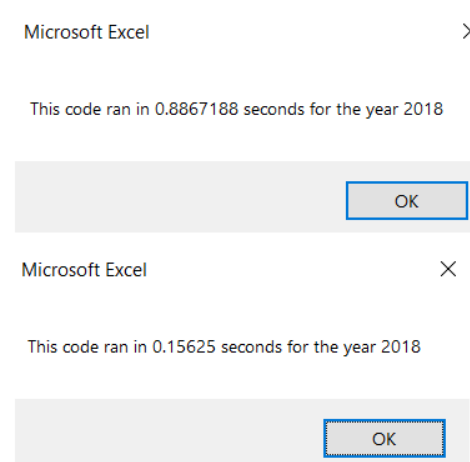 Microsoft Excel
This code ran in 0.8867188 seconds for the year 2018
OK
Microsoft Excel
This code ran in 0.15625 seconds for the year 2018
OK